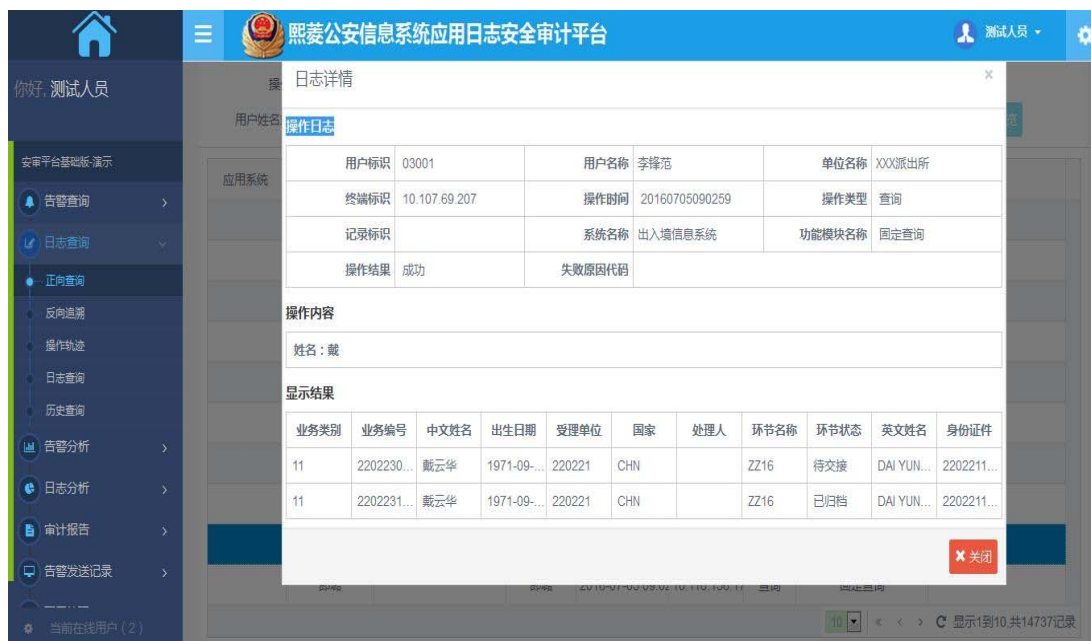 熙菱公安信息系统应用日志安全审计平台
测试人员
你好, 测试人员
安审平台基础版-演示
告警查询
日志查询
正向查询
反向追溯
操作轨迹
日志查询
历史查询
告警分析
日志分析
审计报告
告警发送记录
当前在线用户 ( 2 )
操
用户姓名
应用系统
日志详情
x
操作日志
用户标识 03001 用户名称 李锋范 单位名称 XXX派出所
终端标识 10.107.69.207 操作时间 20160705090259 操作类型 查询
记录标识 系统名称 出入境信息系统 功能模块名称 固定查询
操作结果 成功 失败原因代码
操作内容
姓名 : 戴
显示结果
业务类别 业务编号 中文姓名 出生日期 受理单位 国家 处理人 环节名称 环节状态 英文姓名 身份证件
11 2202230... 戴云华 1971-09-... 220221 CHN ZZ16 待交接 DAI YUN... 2202211...
11 2202231... 戴云华 1971-09-... 220221 CHN ZZ16 已归档 DAI YUN... 2202211...
关闭
10 显示1到10,共14737记录